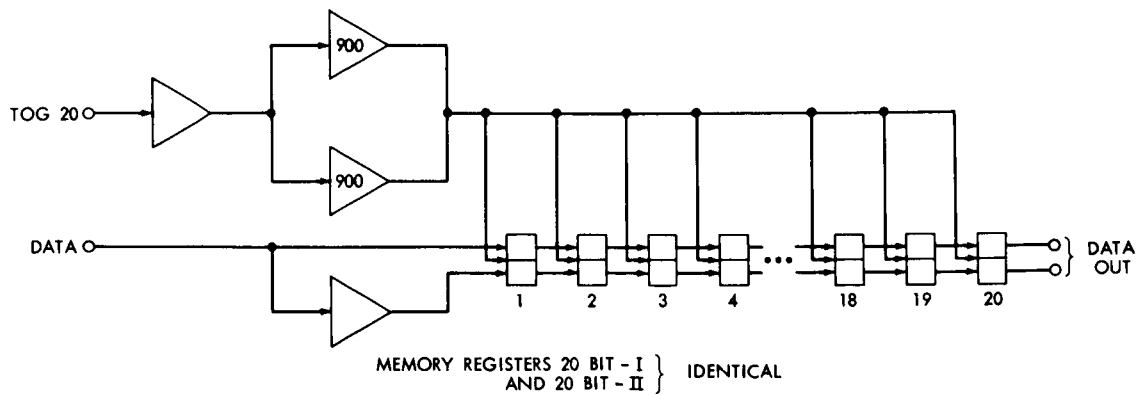 900
TOG 20
900
DATA
DATA
OUT
1 2 3 4 ... 18 19 20
MEMORY REGISTERS 20 BIT - I
AND 20 BIT - II
IDENTICAL